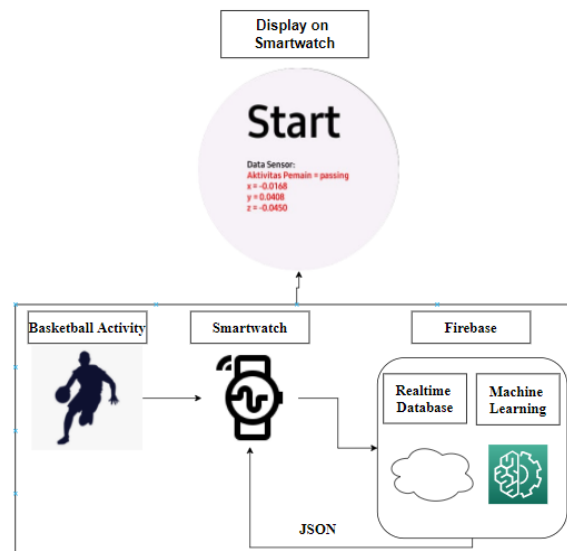 Display on
Smartwatch
Start
Data Sensor:
Aktivitas Pemain = passing
x = -0.0168
y = 0.0408
z = -0.0450
Basketball Activity
Smartwatch
Firebase
Realtime
Database
Machine
Learning
JSON